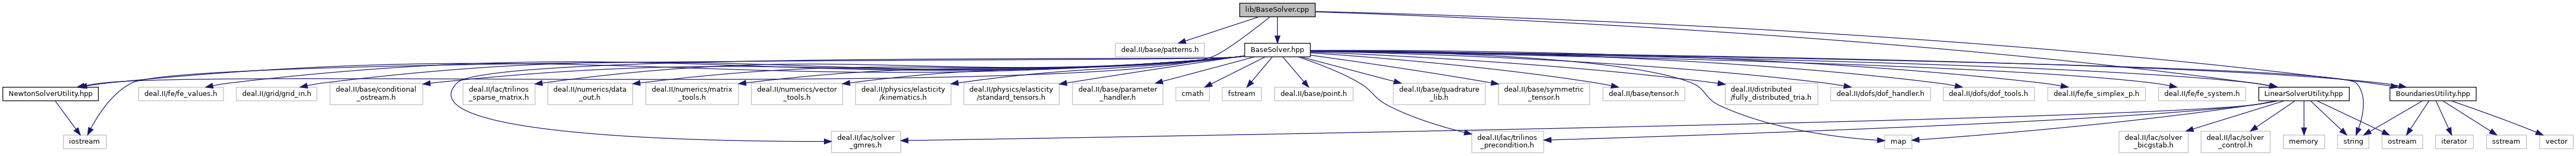 lib/BaseSolver.cpp
deal.II/base/patterns.h
BaseSolver.hpp
NewtonSolverUtility.hpp
deal.II/fe/fe_values.h
deal.II/grid/grid_in.h
deal.II/base/conditional
_ostream.h
deal.II/lac/trilinos
_sparse_matrix.h
deal.II/numerics/data
_out.h
deal.II/numerics/matrix
_tools.h
deal.II/numerics/vector
_tools.h
deal.II/physics/elasticity
/kinematics.h
deal.II/physics/elasticity
/standard_tensors.h
deal.II/base/parameter
_handler.h
cmath
fstream
deal.II/base/point.h
deal.II/base/quadrature
_lib.h
deal.II/base/symmetric
_tensor.h
deal.II/base/tensor.h
deal.II/distributed
/fully_distributed_tria.h
deal.II/dofs/dof_handler.h
deal.II/dofs/dof_tools.h
deal.II/fe/fe_simplex_p.h
deal.II/fe/fe_system.h
LinearSolverUtility.hpp
BoundariesUtility.hpp
iostream
deal.II/lac/solver
_gmres.h
deal.II/lac/trilinos
_precondition.h
map
deal.II/lac/solver
_bicgstab.h
deal.II/lac/solver
_control.h
memory
string
ostream
iterator
sstream
vector